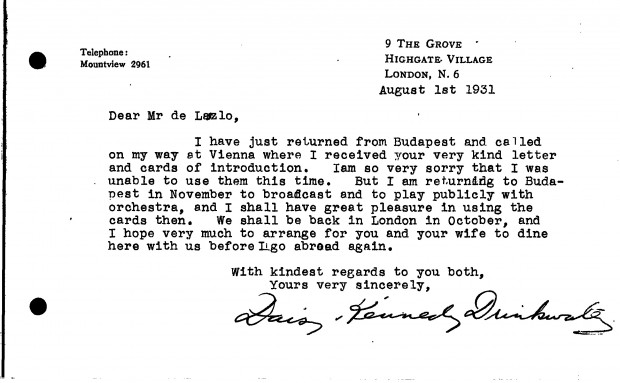 Telephone:
Mountview 2961
9 The Grove
Highgate Village
London, N. 6
August 1st 1931
Dear Mr de Lazlo,
I have just returned from Budapest and called
on my way at Vienna where I received your very kind letter
and cards of introduction. Iam so very sorry that I was
unable to use them this time. But I am returning to Buda-
pest in November to broadcast and to play publicly with
orchestra, and I shall have great pleasure in using the
cards then. We shall be back in London in October, and
I hope very much to arrange for you and your wife to dine
here with us before I go abroad again.
With kindest regards to you both,
Yours very sincerely,
Daisy Kennedy Drinkwater